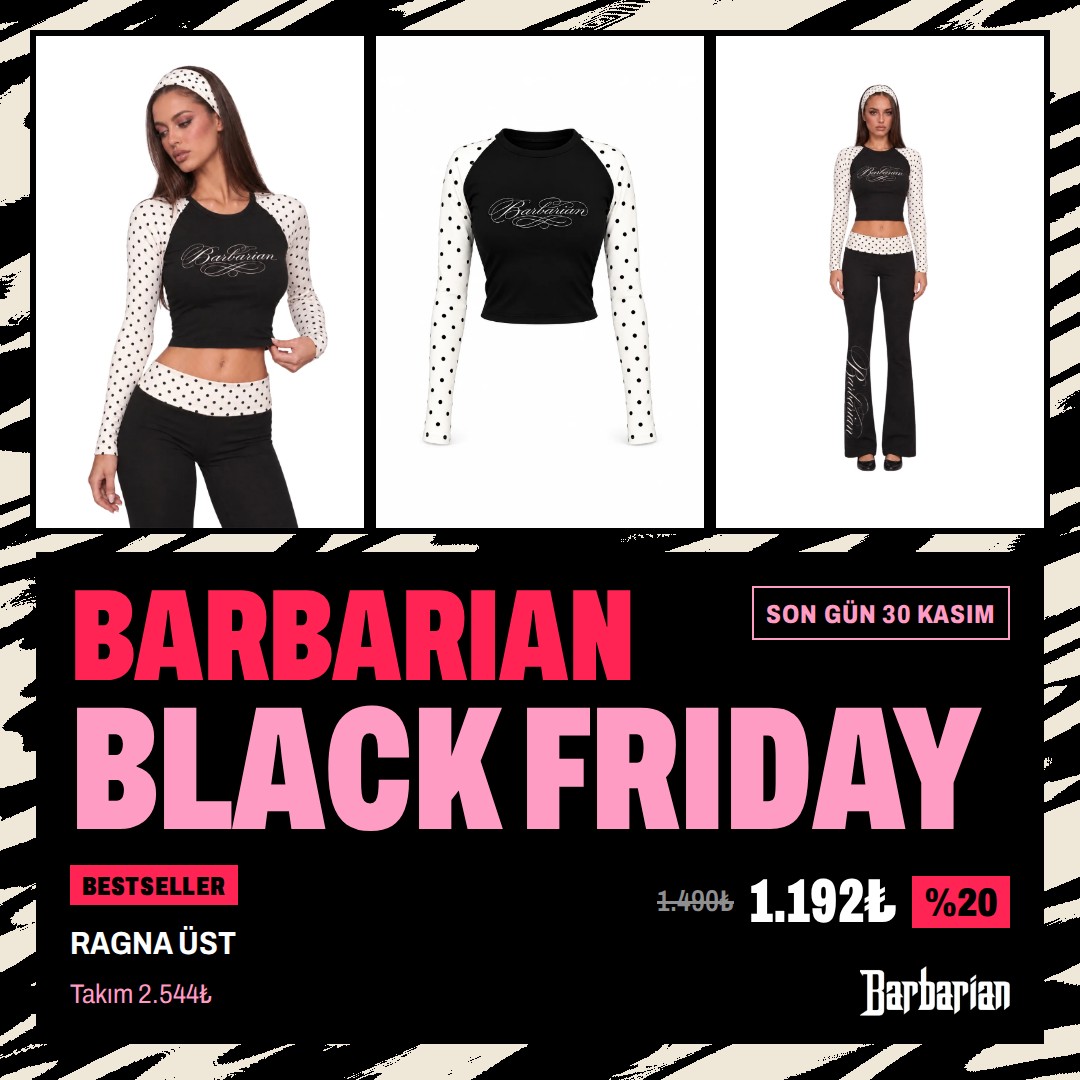 Barbarian
Barbarian
Barbarian
Barbarian
BARBARIAN
SON GÜN 30 KASIM
BLACK FRIDAY
BESTSELLER
1.490₺ 1.192₺ %20
RAGNA ÜST
Takım 2.544₺
Barbarian